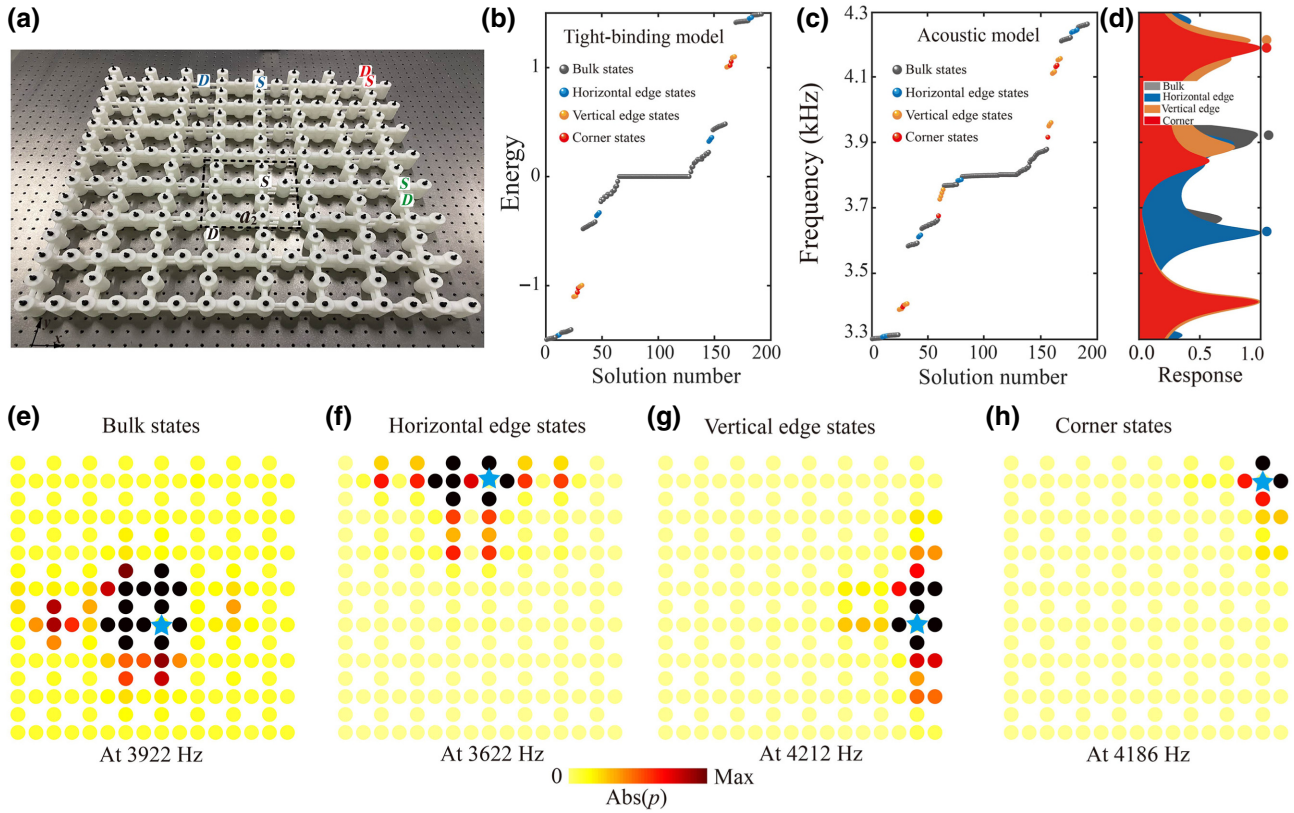 (a)
D
S
D
S
S
a2
D
S
D
x
(b)
Tight-binding model
Bulk states
Horizontal edge states
Vertical edge states
Corner states
Energy
1
0
−1
0
50
100
150
200
Solution number
(c)
Acoustic model
Bulk states
Horizontal edge states
Vertical edge states
Corner states
Frequency (kHz)
4.3
4.1
3.9
3.7
3.5
3.3
0
50
100
150
200
Solution number
(d)
Bulk
Horizontal edge
Vertical edge
Corner
0.0
0.5
1.0
Response
(e)
Bulk states
At 3922 Hz
(f)
Horizontal edge states
At 3622 Hz
(g)
Vertical edge states
At 4212 Hz
(h)
Corner states
At 4186 Hz
0
Max
Abs(p)